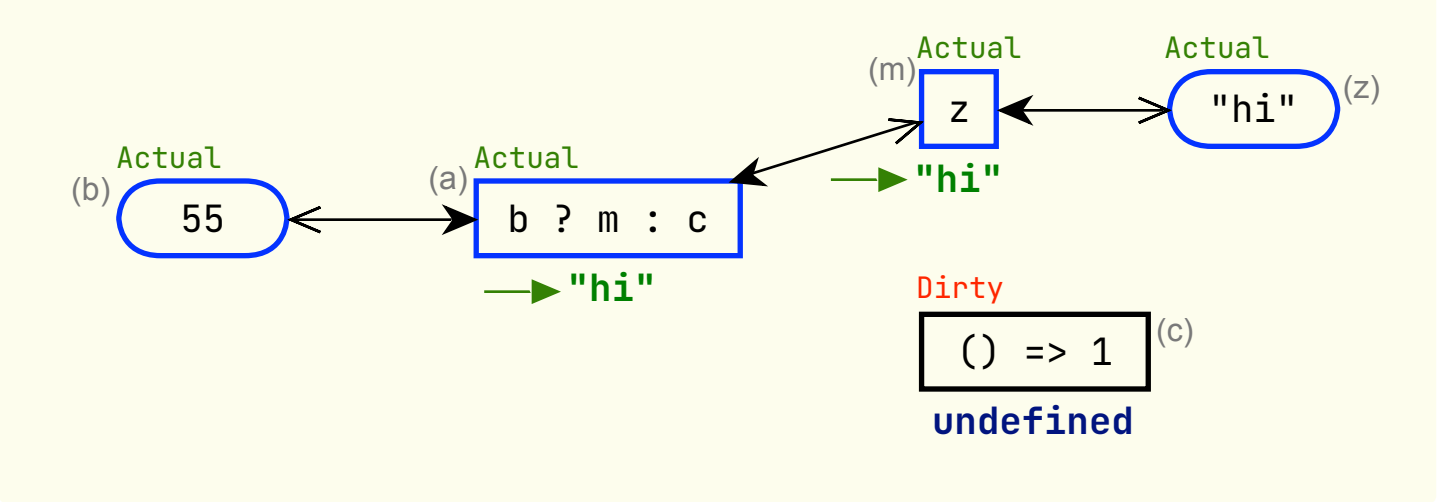 Actual
(b)
55
Actual
(a)
b ? m : c
"hi"
Actual
(m)
z
"hi"
Actual
"hi"
(z)
Dirty
() => 1
(c)
undefined